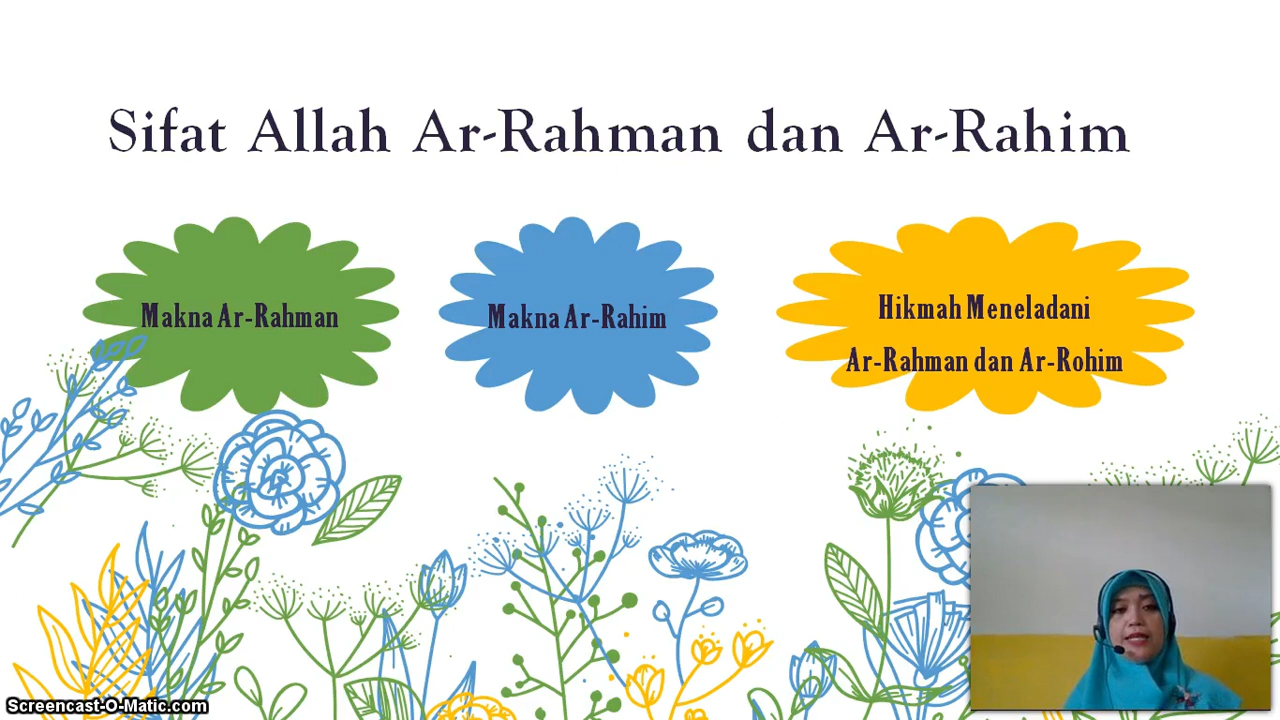 Sifat Allah Ar-Rahman dan Ar-Rahim
Makna Ar-Rahman
Makna Ar-Rahim
Hikmah Meneladani
Ar-Rahman dan Ar-Rohim
Screencast-O-Matic.com